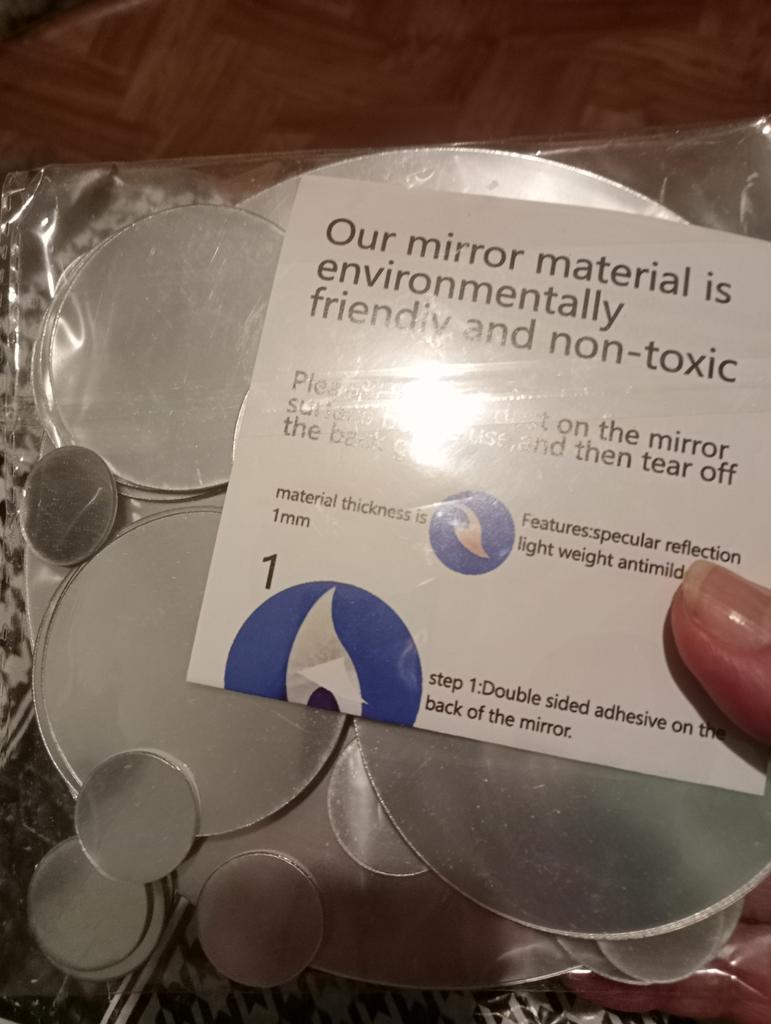 Our mirror material is
environmentally
friendly and non-toxic
on the mirror
the and then tear off
material thickness is
1mm
Features:specular reflection
light weight antimild
1
step 1:Double sided adhesive on the
back of the mirror.